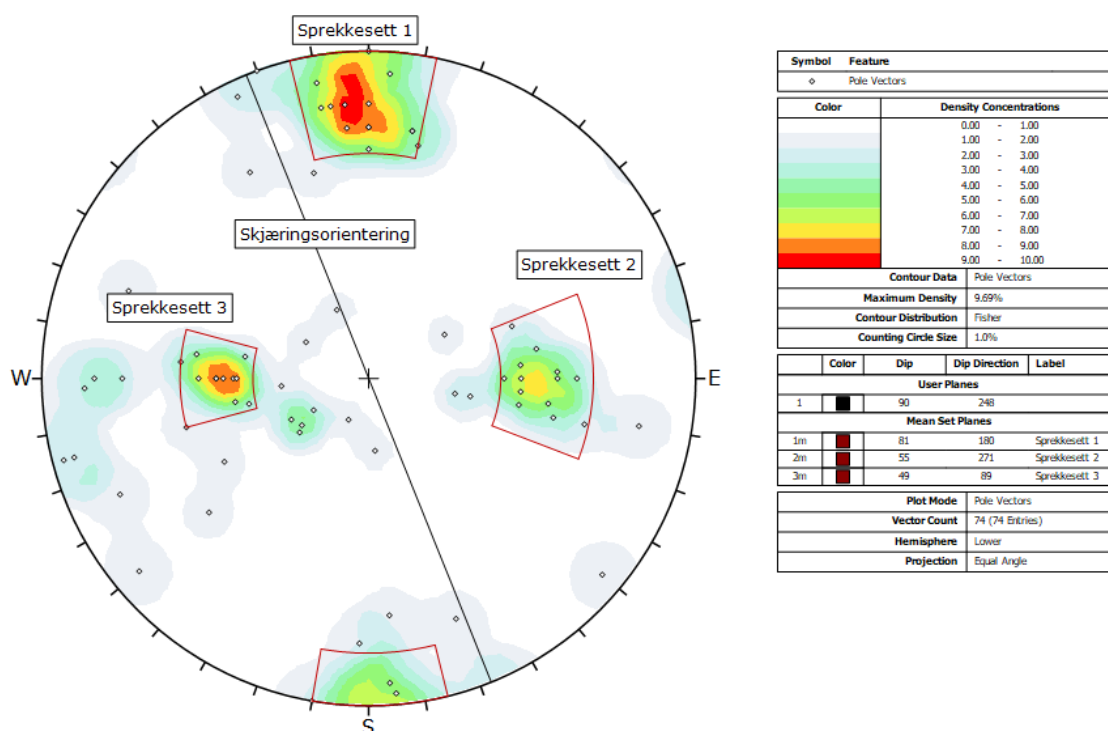 Sprekkesett 1
Skjæringsorientering
Sprekkesett 2
Sprekkesett 3
W
E
S
Symbol Feature
Pole Vectors
Color Density Concentrations
0.00 - 1.00
1.00 - 2.00
2.00 - 3.00
3.00 - 4.00
4.00 - 5.00
5.00 - 6.00
6.00 - 7.00
7.00 - 8.00
8.00 - 9.00
9.00 - 10.00
Contour Data Pole Vectors
Maximum Density 9.69%
Contour Distribution Fisher
Counting Circle Size 1.0%
Color Dip Dip Direction Label
User Planes
1 90 248
Mean Set Planes
1m 81 180 Sprekkesett 1
2m 55 271 Sprekkesett 2
3m 49 89 Sprekkesett 3
Plot Mode Pole Vectors
Vector Count 74 (74 Entries)
Hemisphere Lower
Projection Equal Angle